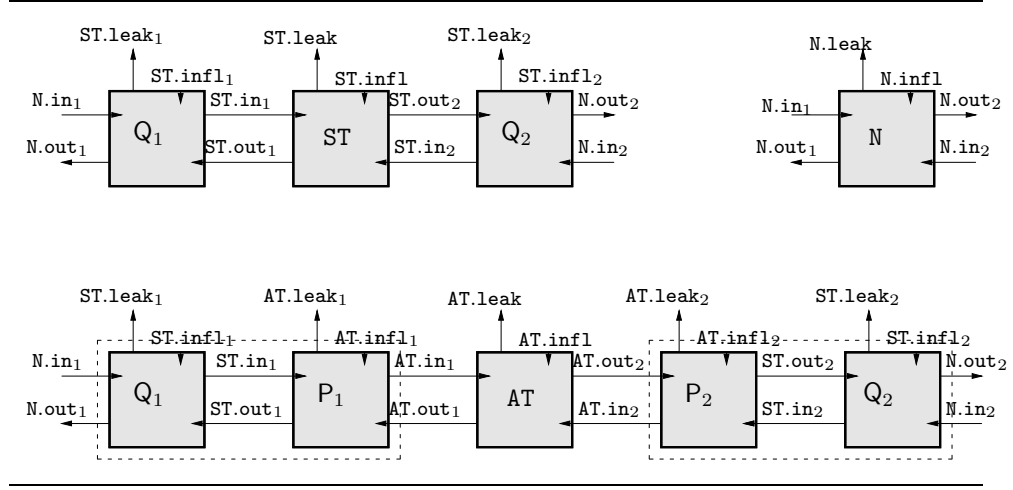 ST.leak₁ ST.leak ST.leak₂ N.leak
ST.infl₁ ST.infl ST.infl₂ N.infl
N.in₁ ST.in₁ ST.out₂ N.out₂ N.in₁ N.out₂
Q₁ ST Q₂ N
N.out₁ ST.out₁ ST.in₂ N.in₂ N.out₁ N.in₂
ST.leak₁ AT.leak₁ AT.leak AT.leak₂ ST.leak₂
ST.infl₁ AT.infl₁ AT.infl AT.infl₂ ST.infl₂
N.in₁ ST.in₁ AT.in₁ AT.out₂ ST.out₂ N.out₂
Q₁ P₁ AT P₂ Q₂
N.out₁ ST.out₁ AT.out₁ AT.in₂ ST.in₂ N.in₂